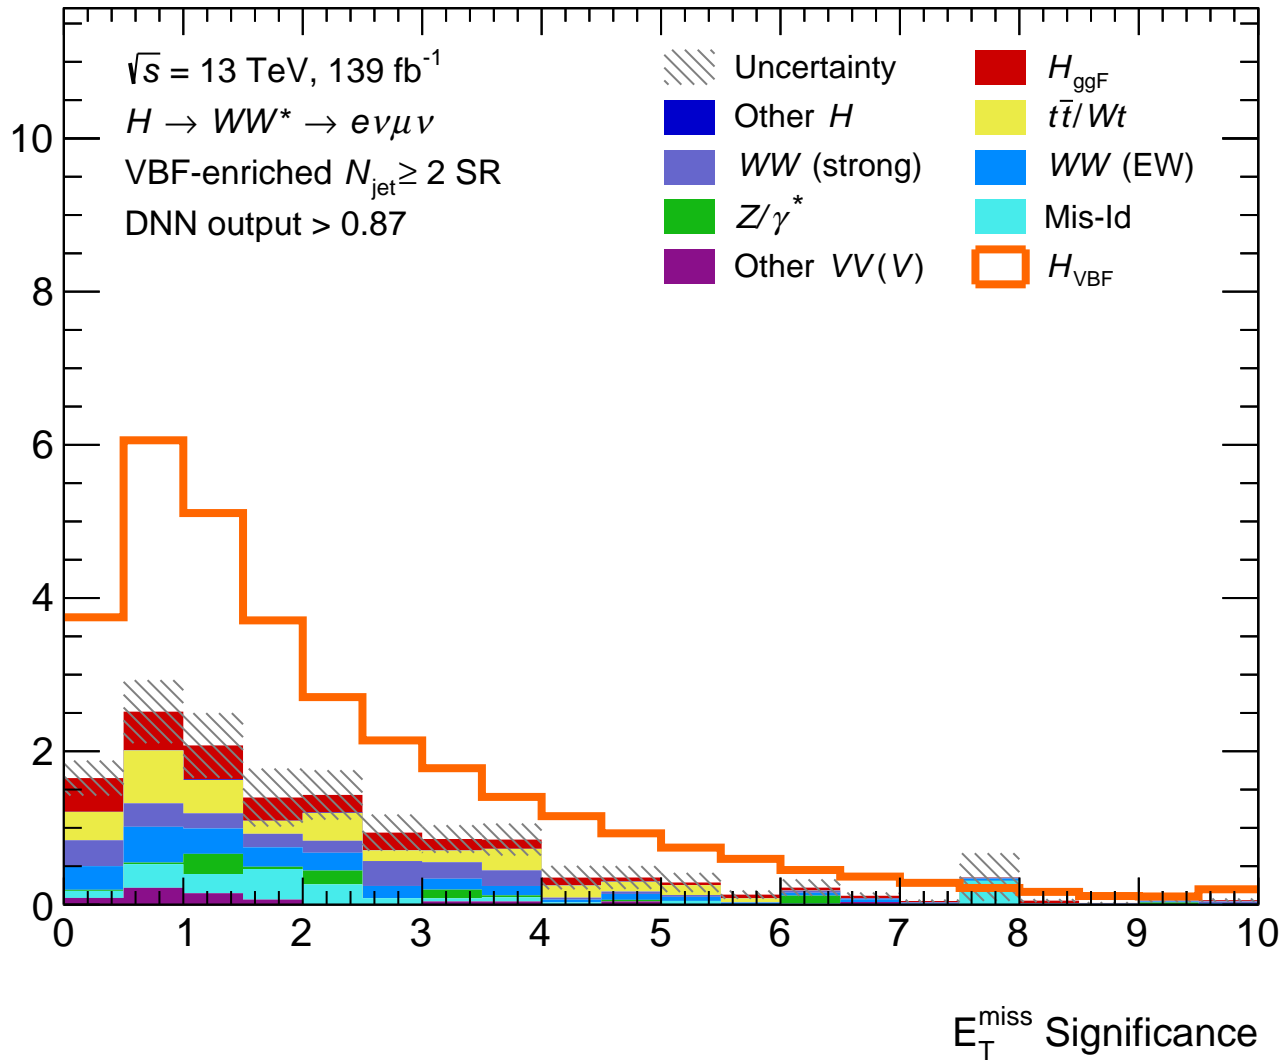 √s = 13 TeV, 139 fb⁻¹
H → WW* → eνμν
VBF-enriched N_jet ≥ 2 SR
DNN output > 0.87
Uncertainty
H_ggF
Other H
tt̄/Wt
WW (strong)
WW (EW)
Z/γ*
Mis-Id
Other VV(V)
H_VBF
10
8
6
4
2
0
0 1 2 3 4 5 6 7 8 9 10
E_T^miss Significance